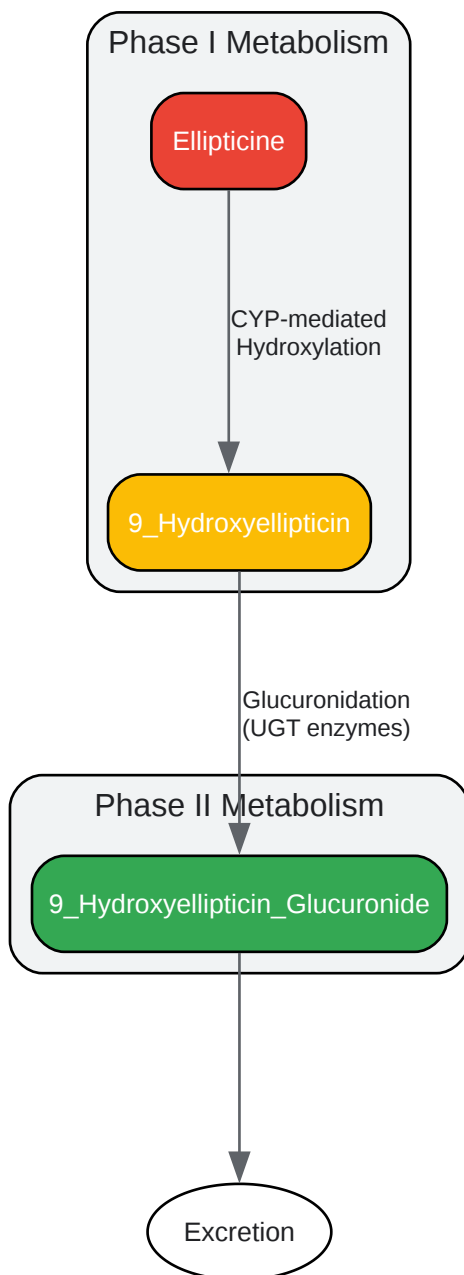 Phase I Metabolism
Ellipticine
CYP-mediated
Hydroxylation
9_Hydroxyellipticin
Glucuronidation
(UGT enzymes)
Phase II Metabolism
9_Hydroxyellipticin_Glucuronide
Excretion